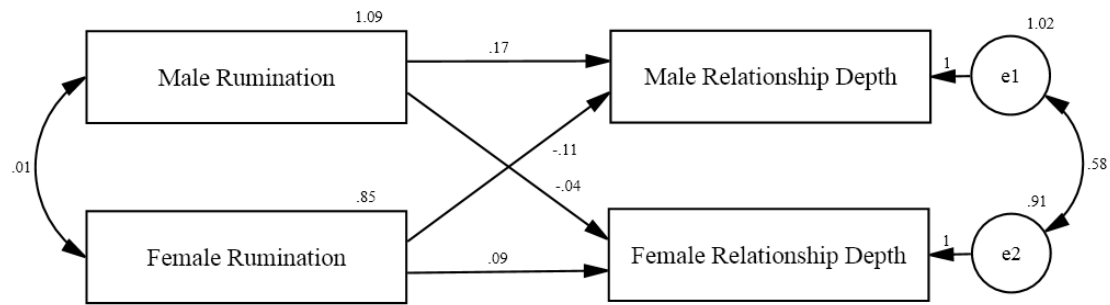 1.09
1.02
.17
Male Rumination
Male Relationship Depth
1
e1
-.11
.01
.58
-.04
.85
.91
Female Rumination
.09
Female Relationship Depth
1
e2